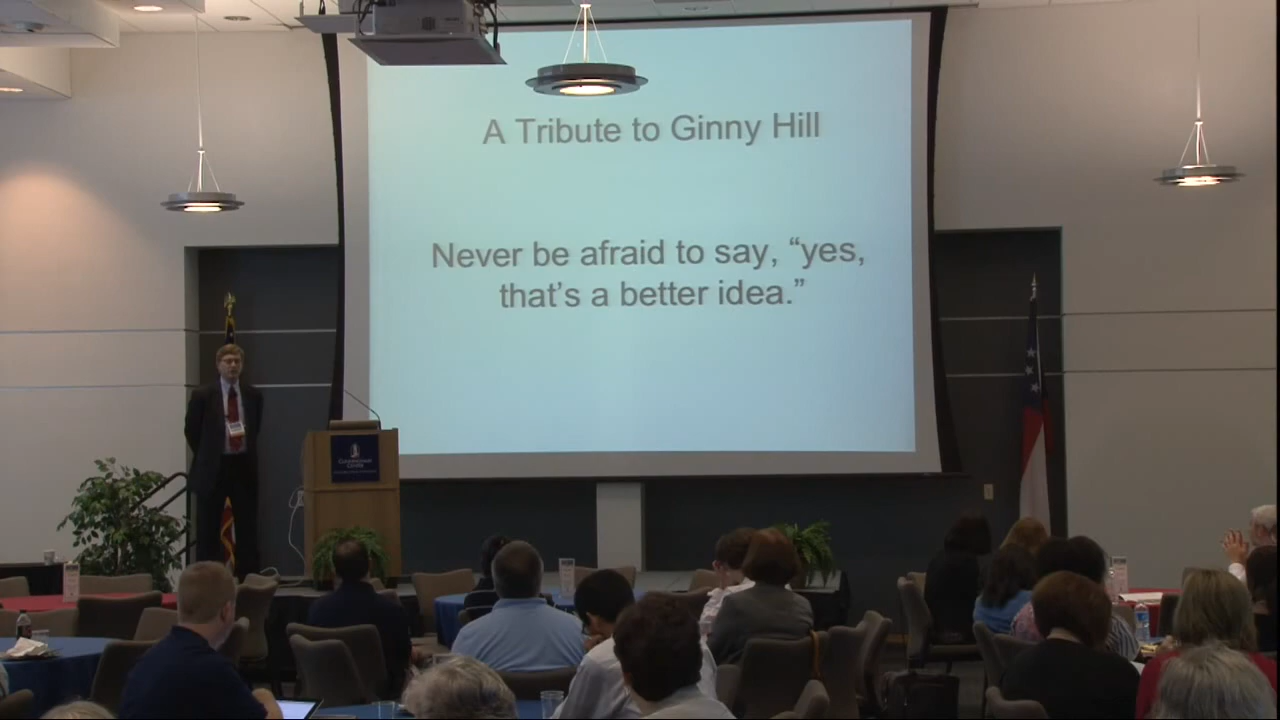 A Tribute to Ginny Hill
Never be afraid to say, “yes,
that’s a better idea.”